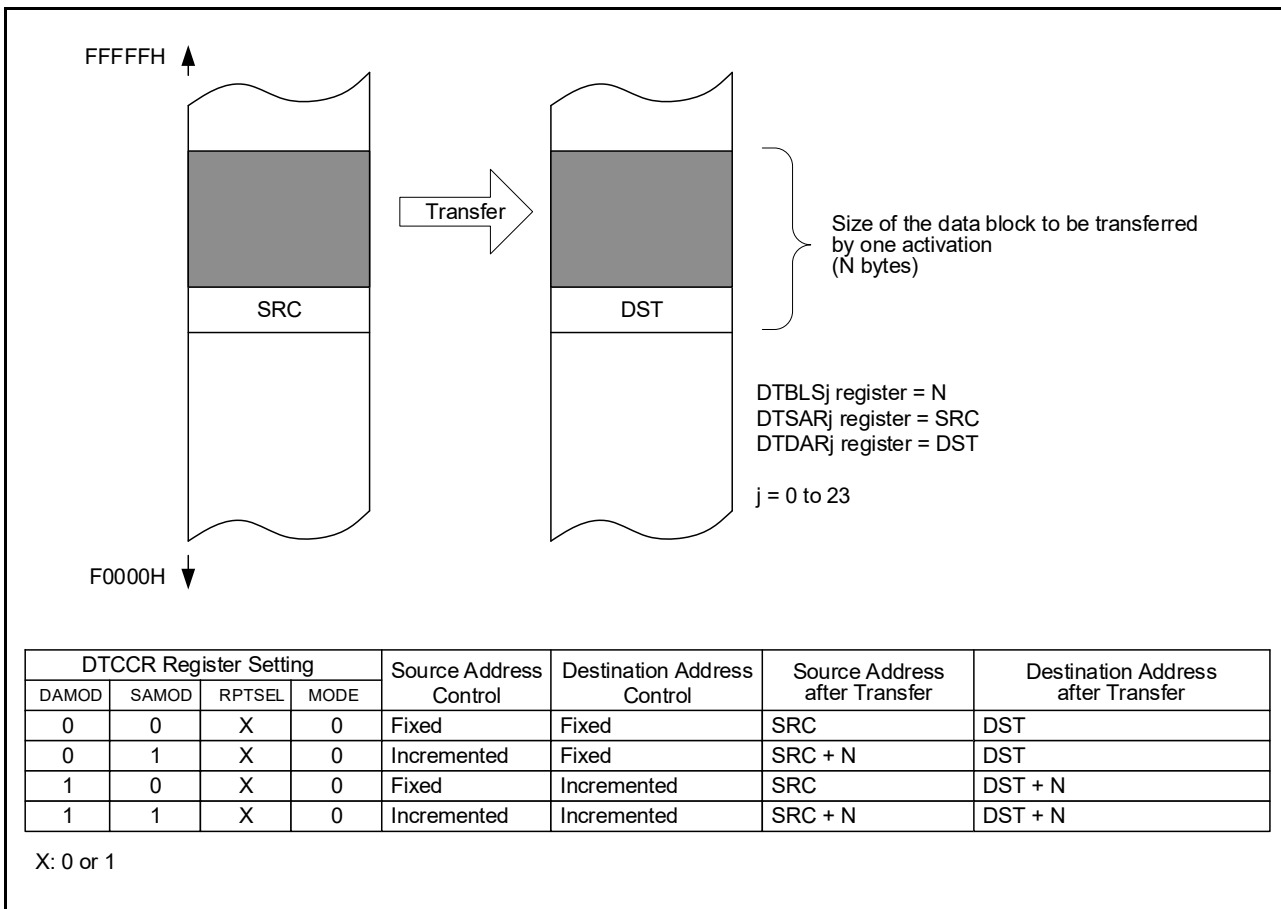 FFFFFH
Transfer
Size of the data block to be transferred
by one activation
(N bytes)
SRC
DST
DTBLSj register = N
DTSARj register = SRC
DTDARj register = DST
j = 0 to 23
F0000H
DTCCR Register Setting Source Address Control Destination Address Control Source Address after Transfer Destination Address after Transfer
DAMOD SAMOD RPTSEL MODE
0 0 X 0 Fixed Fixed SRC DST
0 1 X 0 Incremented Fixed SRC + N DST
1 0 X 0 Fixed Incremented SRC DST + N
1 1 X 0 Incremented Incremented SRC + N DST + N
X: 0 or 1